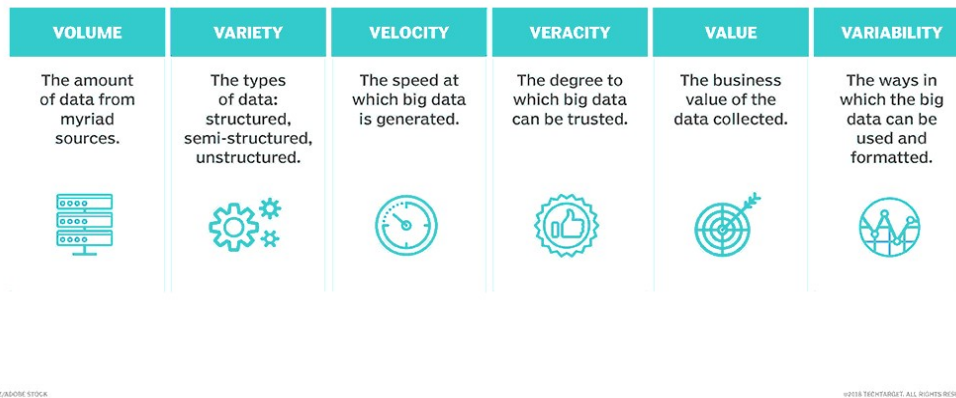 VOLUME
The amount
of data from
myriad
sources.
VARIETY
The types
of data:
structured,
semi-structured,
unstructured.
VELOCITY
The speed at
which big data
is generated.
VERACITY
The degree to
which big data
can be trusted.
VALUE
The business
value of the
data collected.
VARIABILITY
The ways in
which the big
data can be
used and
formatted.
/ADOBE STOCK
TECHTARGET. ALL RIGHTS RES